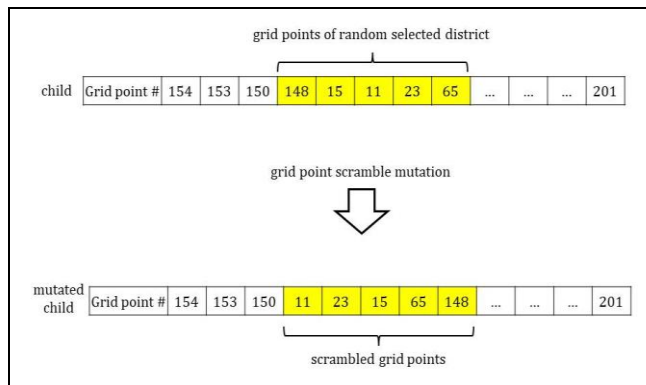 grid points of random selected district
child Grid point # 154 153 150 148 15 11 23 65 ... ... ... 201
grid point scramble mutation
mutated child Grid point # 154 153 150 11 23 15 65 148 ... ... ... 201
scrambled grid points